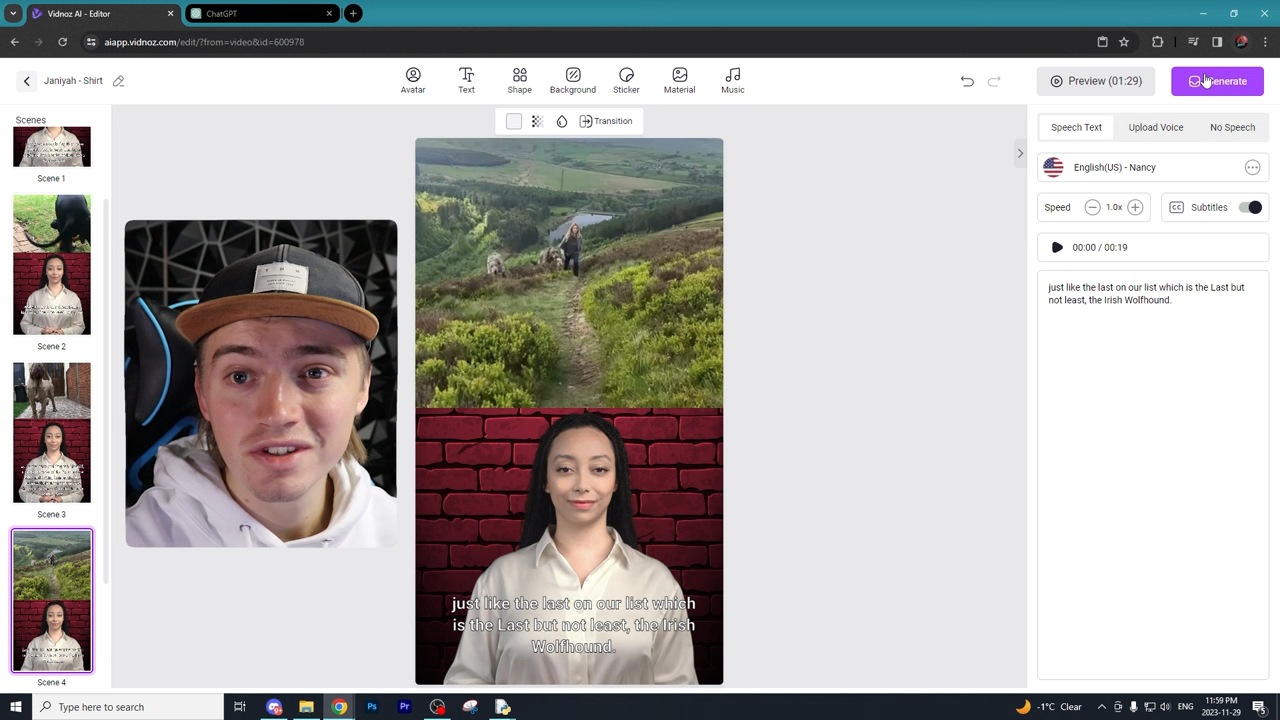 Vidnoz AI - Editor
ChatGPT
aiapp.vidnoz.com/edit/?from=video&id=600978
Janiyah - Shirt
Avatar
Text
Shape
Background
Sticker
Material
Music
Preview (01:29)
Generate
Scenes
Transition
Speech Text
Upload Voice
No Speech
Scene 1
English(US) - Nancy
Speed
1.0x
CC
Subtitles
00:00 / 00:19
just like the last on our list which is the Last but
not least, the Irish Wolfhound.
Scene 2
Scene 3
just like the last on our list which
is the Last but not least, the Irish
Wolfhound.
Scene 4
Type here to search
Ps
Pr
-1°C Clear
11:59 PM
2023-11-29
5